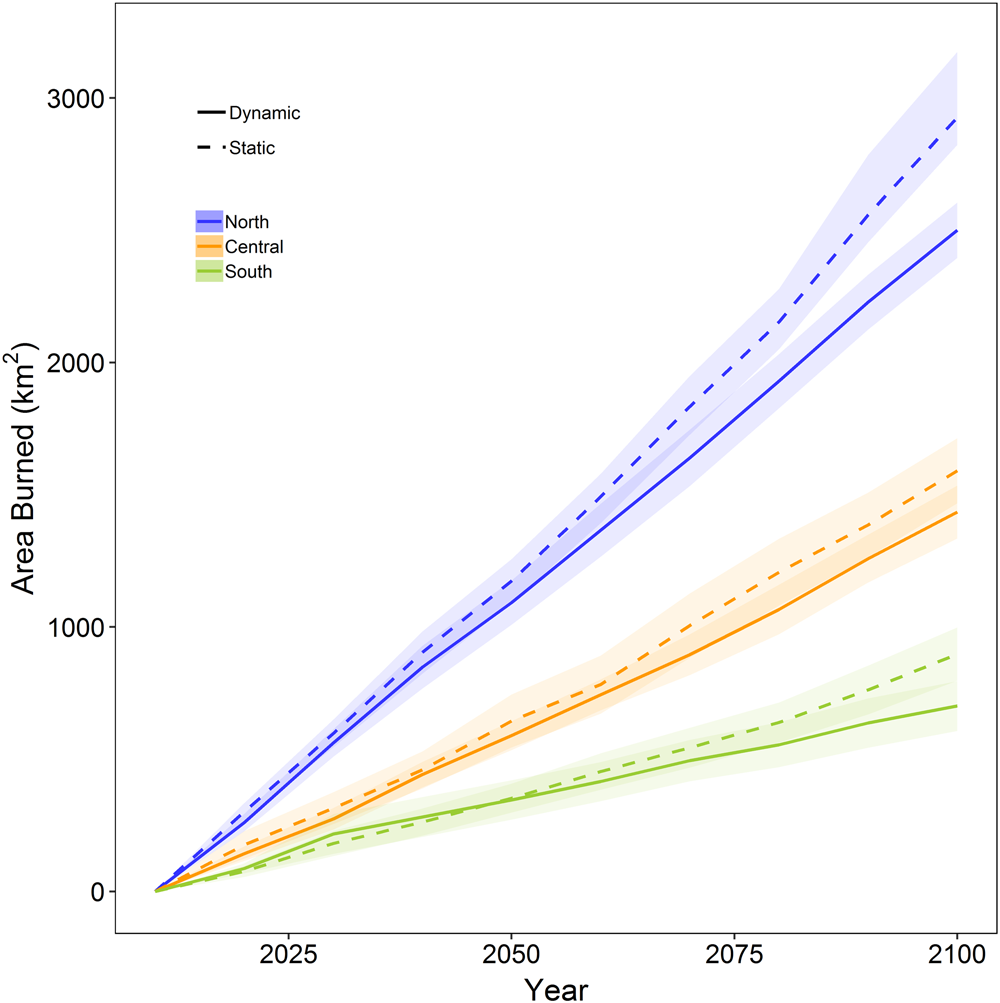 3000
2000
1000
0
Area Burned (km²)
Dynamic
Static
North
Central
South
2025 2050 2075 2100
Year